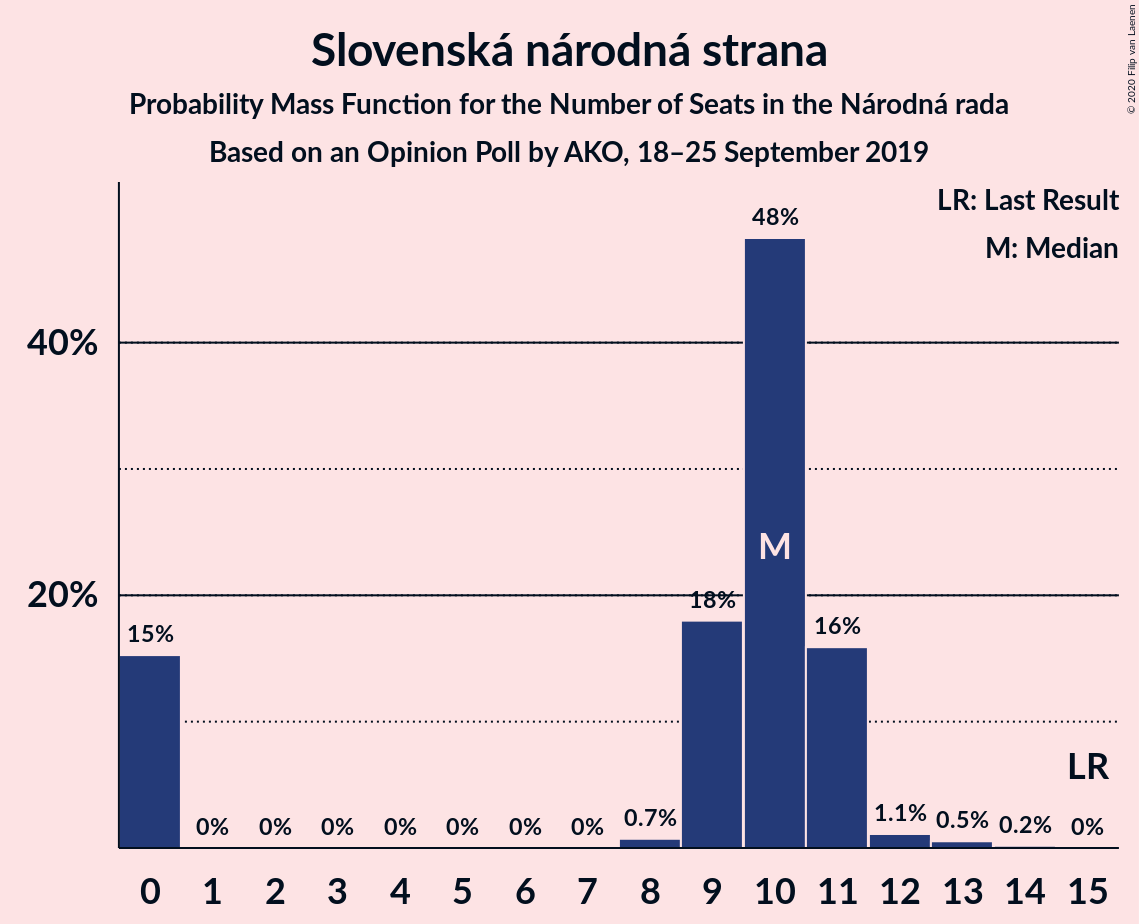 Slovenská národná strana
Probability Mass Function for the Number of Seats in the Národná rada
Based on an Opinion Poll by AKO, 18–25 September 2019
© 2020 Filip van Laenen
LR: Last Result
M: Median
40%
20%
15%
0%
0%
0%
0%
0%
0%
0%
0.7%
18%
48%
16%
1.1%
0.5%
0.2%
0%
M
LR
0 1 2 3 4 5 6 7 8 9 10 11 12 13 14 15